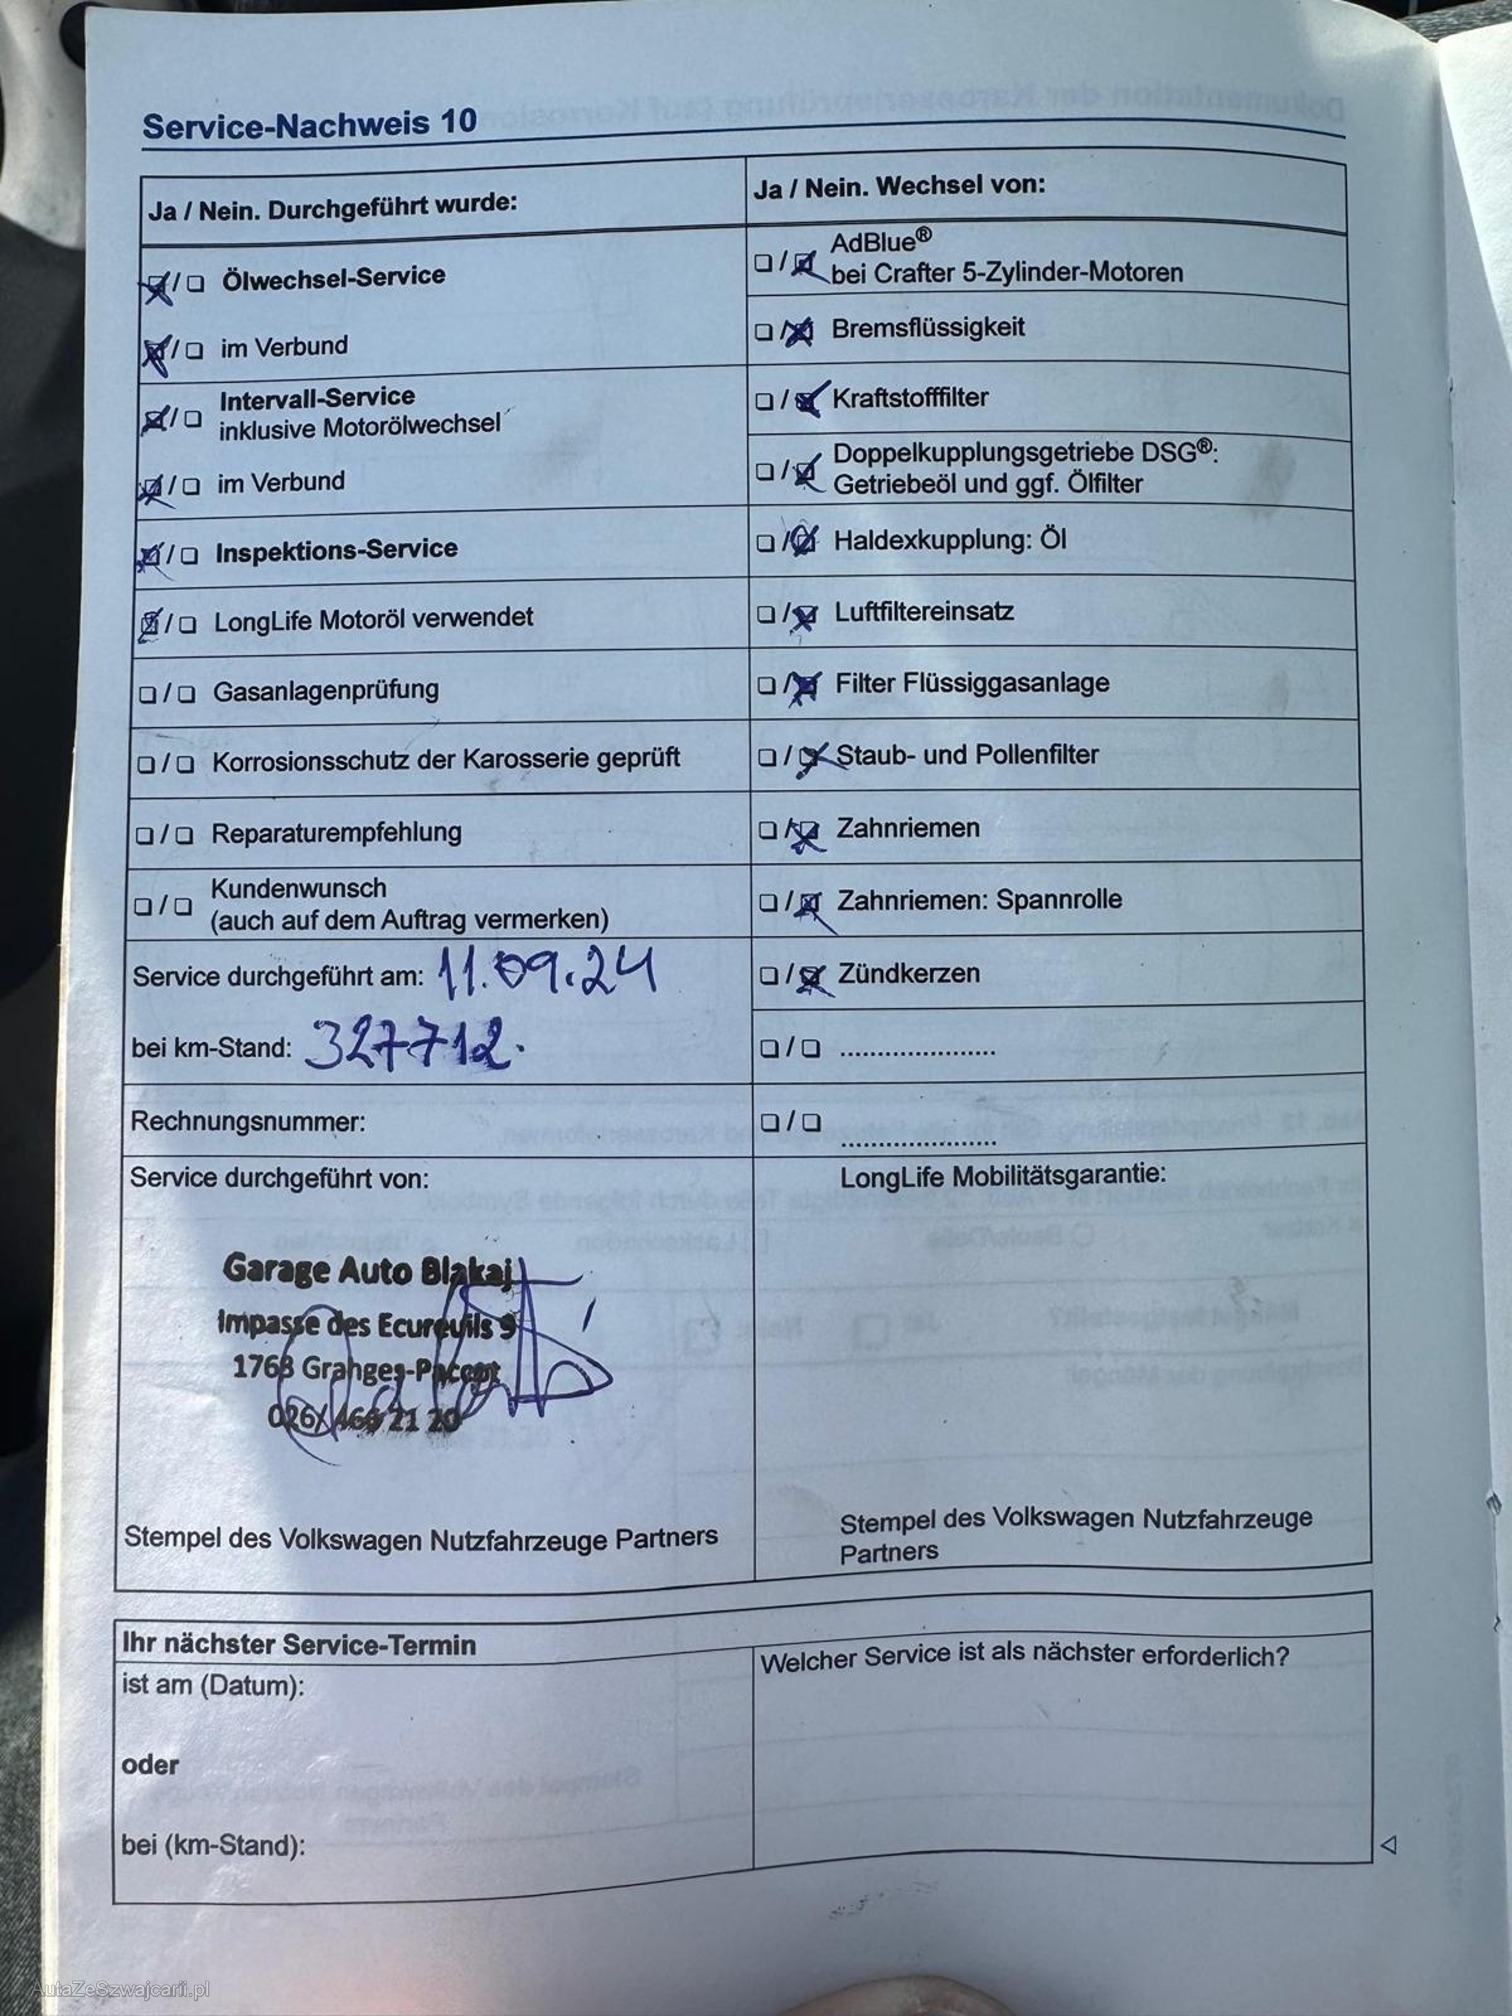 Service-Nachweis 10
Ja / Nein. Durchgeführt wurde:
Ölwechsel-Service
im Verbund
Intervall-Service
inklusive Motorölwechsel
im Verbund
Inspektions-Service
LongLife Motoröl verwendet
Gasanlagenprüfung
Korrosionsschutz der Karosserie geprüft
Reparaturempfehlung
Kundenwunsch
(auch auf dem Auftrag vermerken)
Service durchgeführt am: 11.09.24
bei km-Stand: 327712.
Rechnungsnummer:
Service durchgeführt von:
Garage Auto Blakaj
Impasse des Ecureuils 9
1763 Granges-Paccot
026/ 466 21 20
Stempel des Volkswagen Nutzfahrzeuge Partners
Ja / Nein. Wechsel von:
AdBlue®
bei Crafter 5-Zylinder-Motoren
Bremsflüssigkeit
Kraftstofffilter
Doppelkupplungsgetriebe DSG®:
Getriebeöl und ggf. Ölfilter
Haldexkupplung: Öl
Luftfiltereinsatz
Filter Flüssiggasanlage
Staub- und Pollenfilter
Zahnriemen
Zahnriemen: Spannrolle
Zündkerzen
......................
......................
LongLife Mobilitätsgarantie:
Stempel des Volkswagen Nutzfahrzeuge
Partners
Ihr nächster Service-Termin
ist am (Datum):
oder
bei (km-Stand):
Welcher Service ist als nächster erforderlich?
AutaZeSzwajcarii.pl